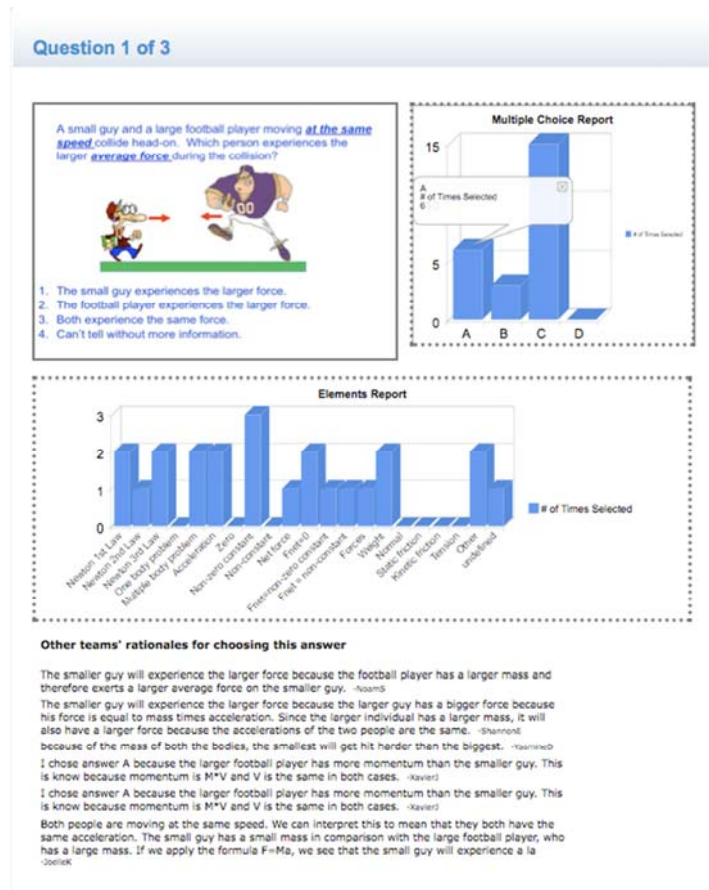 Question 1 of 3
A small guy and a large football player moving at the same
speed collide head-on. Which person experiences the
larger average force during the collision?
00
1. The small guy experiences the larger force.
2. The football player experiences the larger force.
3. Both experience the same force.
4. Can't tell without more information.
Multiple Choice Report
15
A
# of Times Selected
6
5
0
A B C D
# of Times Selected
Elements Report
3
2
1
0
Newton 1st Law
Newton 2nd Law
Newton 3rd Law
One body problem
Multiple body problem
Acceleration
Zero
Non-zero constant
Non-constant
Net force
Fnet=0
Fnet=non-zero constant
Fnet = non-constant
Forces
Weight
Normal
Static friction
Kinetic friction
Tension
Other
undefined
# of Times Selected
Other teams' rationales for choosing this answer
The smaller guy will experience the larger force because the football player has a larger mass and
therefore exerts a larger average force on the smaller guy. -NoamS
The smaller guy will experience the larger force because the larger guy has a bigger force because
his force is equal to mass times acceleration. Since the larger individual has a larger mass, it will
also have a larger force because the accelerations of the two people are the same. -ShannonE
because of the mass of both the bodies, the smallest will get hit harder than the biggest. -YasmineD
I chose answer A because the larger football player has more momentum than the smaller guy. This
is know because momentum is M*V and V is the same in both cases. -XavierJ
I chose answer A because the larger football player has more momentum than the smaller guy. This
is know because momentum is M*V and V is the same in both cases. -XavierJ
Both people are moving at the same speed. We can interpret this to mean that they both have the
same acceleration. The small guy has a small mass in comparison with the large football player, who
has a large mass. If we apply the formula F=Ma, we see that the small guy will experience a la
-JoelleK